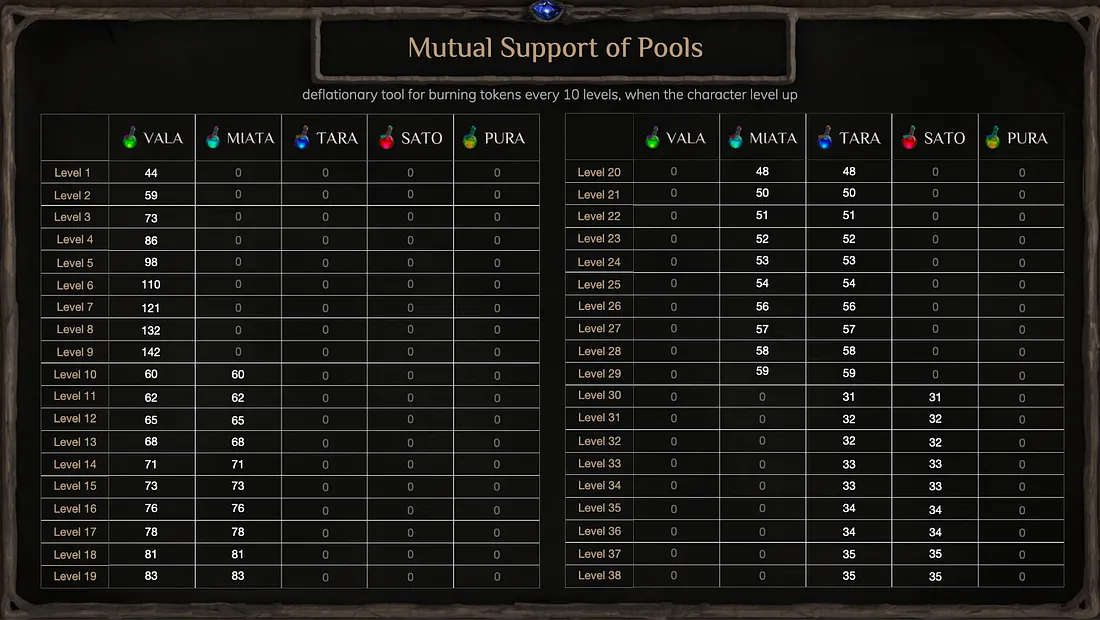 Mutual Support of Pools
deflationary tool for burning tokens every 10 levels, when the character level up
VALA MIATA TARA SATO PURA
Level 1 44 0 0 0 0
Level 2 59 0 0 0 0
Level 3 73 0 0 0 0
Level 4 86 0 0 0 0
Level 5 98 0 0 0 0
Level 6 110 0 0 0 0
Level 7 121 0 0 0 0
Level 8 132 0 0 0 0
Level 9 142 0 0 0 0
Level 10 60 60 0 0 0
Level 11 62 62 0 0 0
Level 12 65 65 0 0 0
Level 13 68 68 0 0 0
Level 14 71 71 0 0 0
Level 15 73 73 0 0 0
Level 16 76 76 0 0 0
Level 17 78 78 0 0 0
Level 18 81 81 0 0 0
Level 19 83 83 0 0 0
VALA MIATA TARA SATO PURA
Level 20 0 48 48 0 0
Level 21 0 50 50 0 0
Level 22 0 51 51 0 0
Level 23 0 52 52 0 0
Level 24 0 53 53 0 0
Level 25 0 54 54 0 0
Level 26 0 56 56 0 0
Level 27 0 57 57 0 0
Level 28 0 58 58 0 0
Level 29 0 59 59 0 0
Level 30 0 0 31 31 0
Level 31 0 0 32 32 0
Level 32 0 0 32 32 0
Level 33 0 0 33 33 0
Level 34 0 0 33 33 0
Level 35 0 0 34 34 0
Level 36 0 0 34 34 0
Level 37 0 0 35 35 0
Level 38 0 0 35 35 0